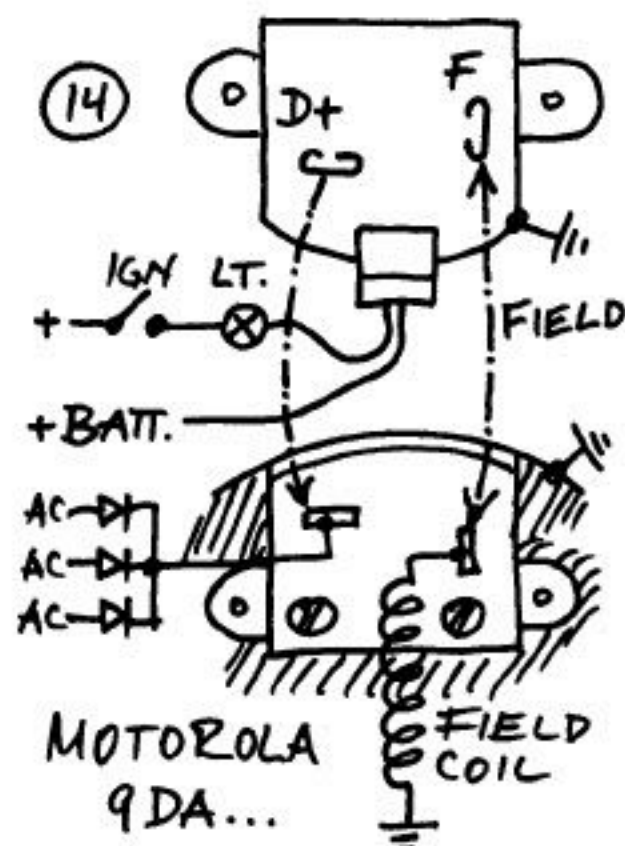 14
D+
F
IGN
LT.
+
FIELD
+BATT.
AC
AC
AC
FIELD
COIL
MOTOROLA
9DA...